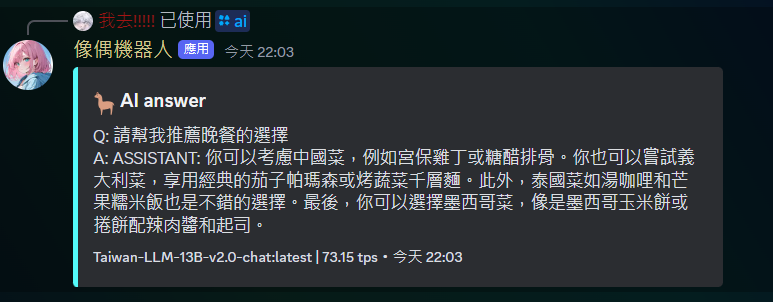 我去!!!!! 已使用 ai
像偶機器人 應用 今天 22:03
AI answer
Q: 請幫我推薦晚餐的選擇
A: ASSISTANT: 你可以考慮中國菜，例如宮保雞丁或糖醋排骨。你也可以嘗試義
大利菜，享用經典的茄子帕瑪森或烤蔬菜千層麵。此外，泰國菜如湯咖哩和芒
果糯米飯也是不錯的選擇。最後，你可以選擇墨西哥菜，像是墨西哥玉米餅或
捲餅配辣肉醬和起司。
Taiwan-LLM-13B-v2.0-chat:latest | 73.15 tps • 今天 22:03